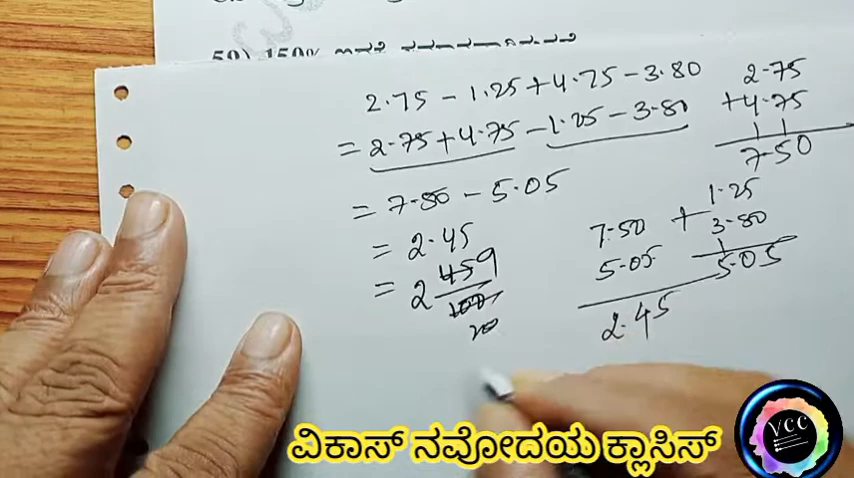 50) 150%
2.75 - 1.25 + 4.75 - 3.80
= 2.75 + 4.75 - 1.25 - 3.80
= 7.50 - 5.05
= 2.45
= 2 45 9
100
20
2.75
+ 4.75
7.50
1.25
+ 3.80
5.05
7.50
5.05
2.45
ವಿಕಾಸ್ ನವೋದಯ ಕ್ಲಾಸಿಸ್
VCC